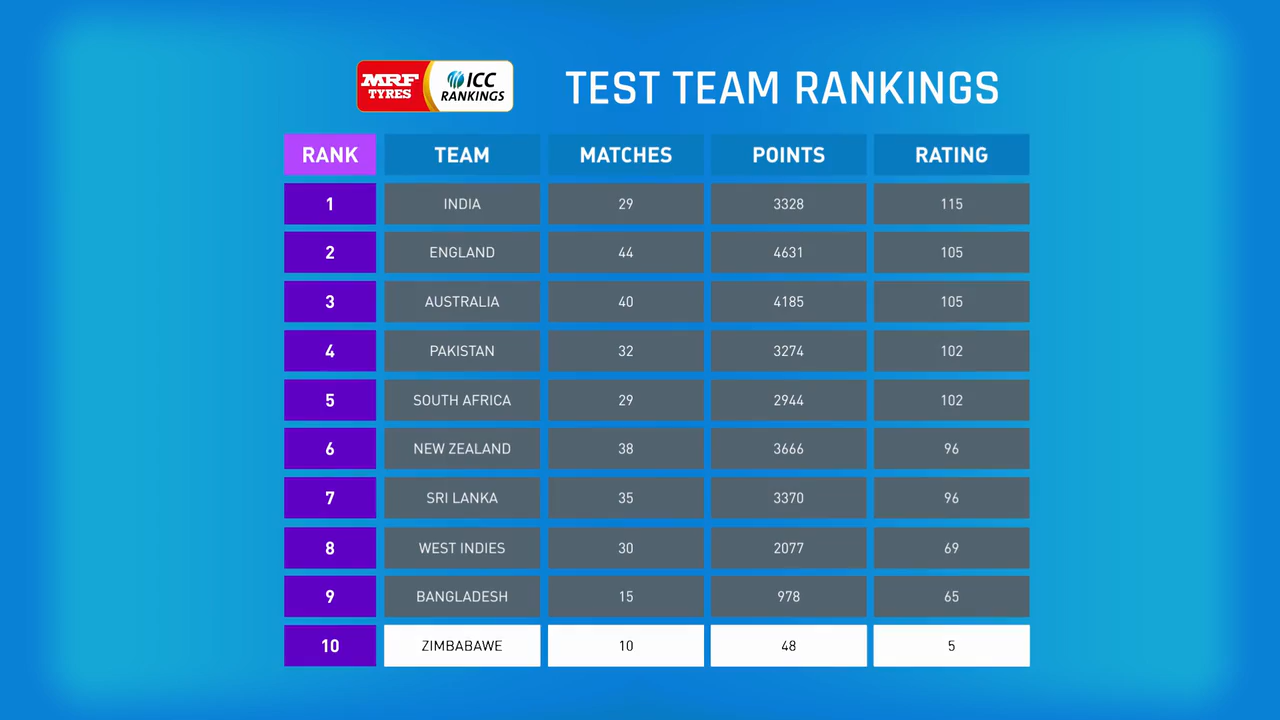 MRF TYRES
ICC RANKINGS
TEST TEAM RANKINGS
RANK TEAM MATCHES POINTS RATING
1 INDIA 29 3328 115
2 ENGLAND 44 4631 105
3 AUSTRALIA 40 4185 105
4 PAKISTAN 32 3274 102
5 SOUTH AFRICA 29 2944 102
6 NEW ZEALAND 38 3666 96
7 SRI LANKA 35 3370 96
8 WEST INDIES 30 2077 69
9 BANGLADESH 15 978 65
10 ZIMBABAWE 10 48 5